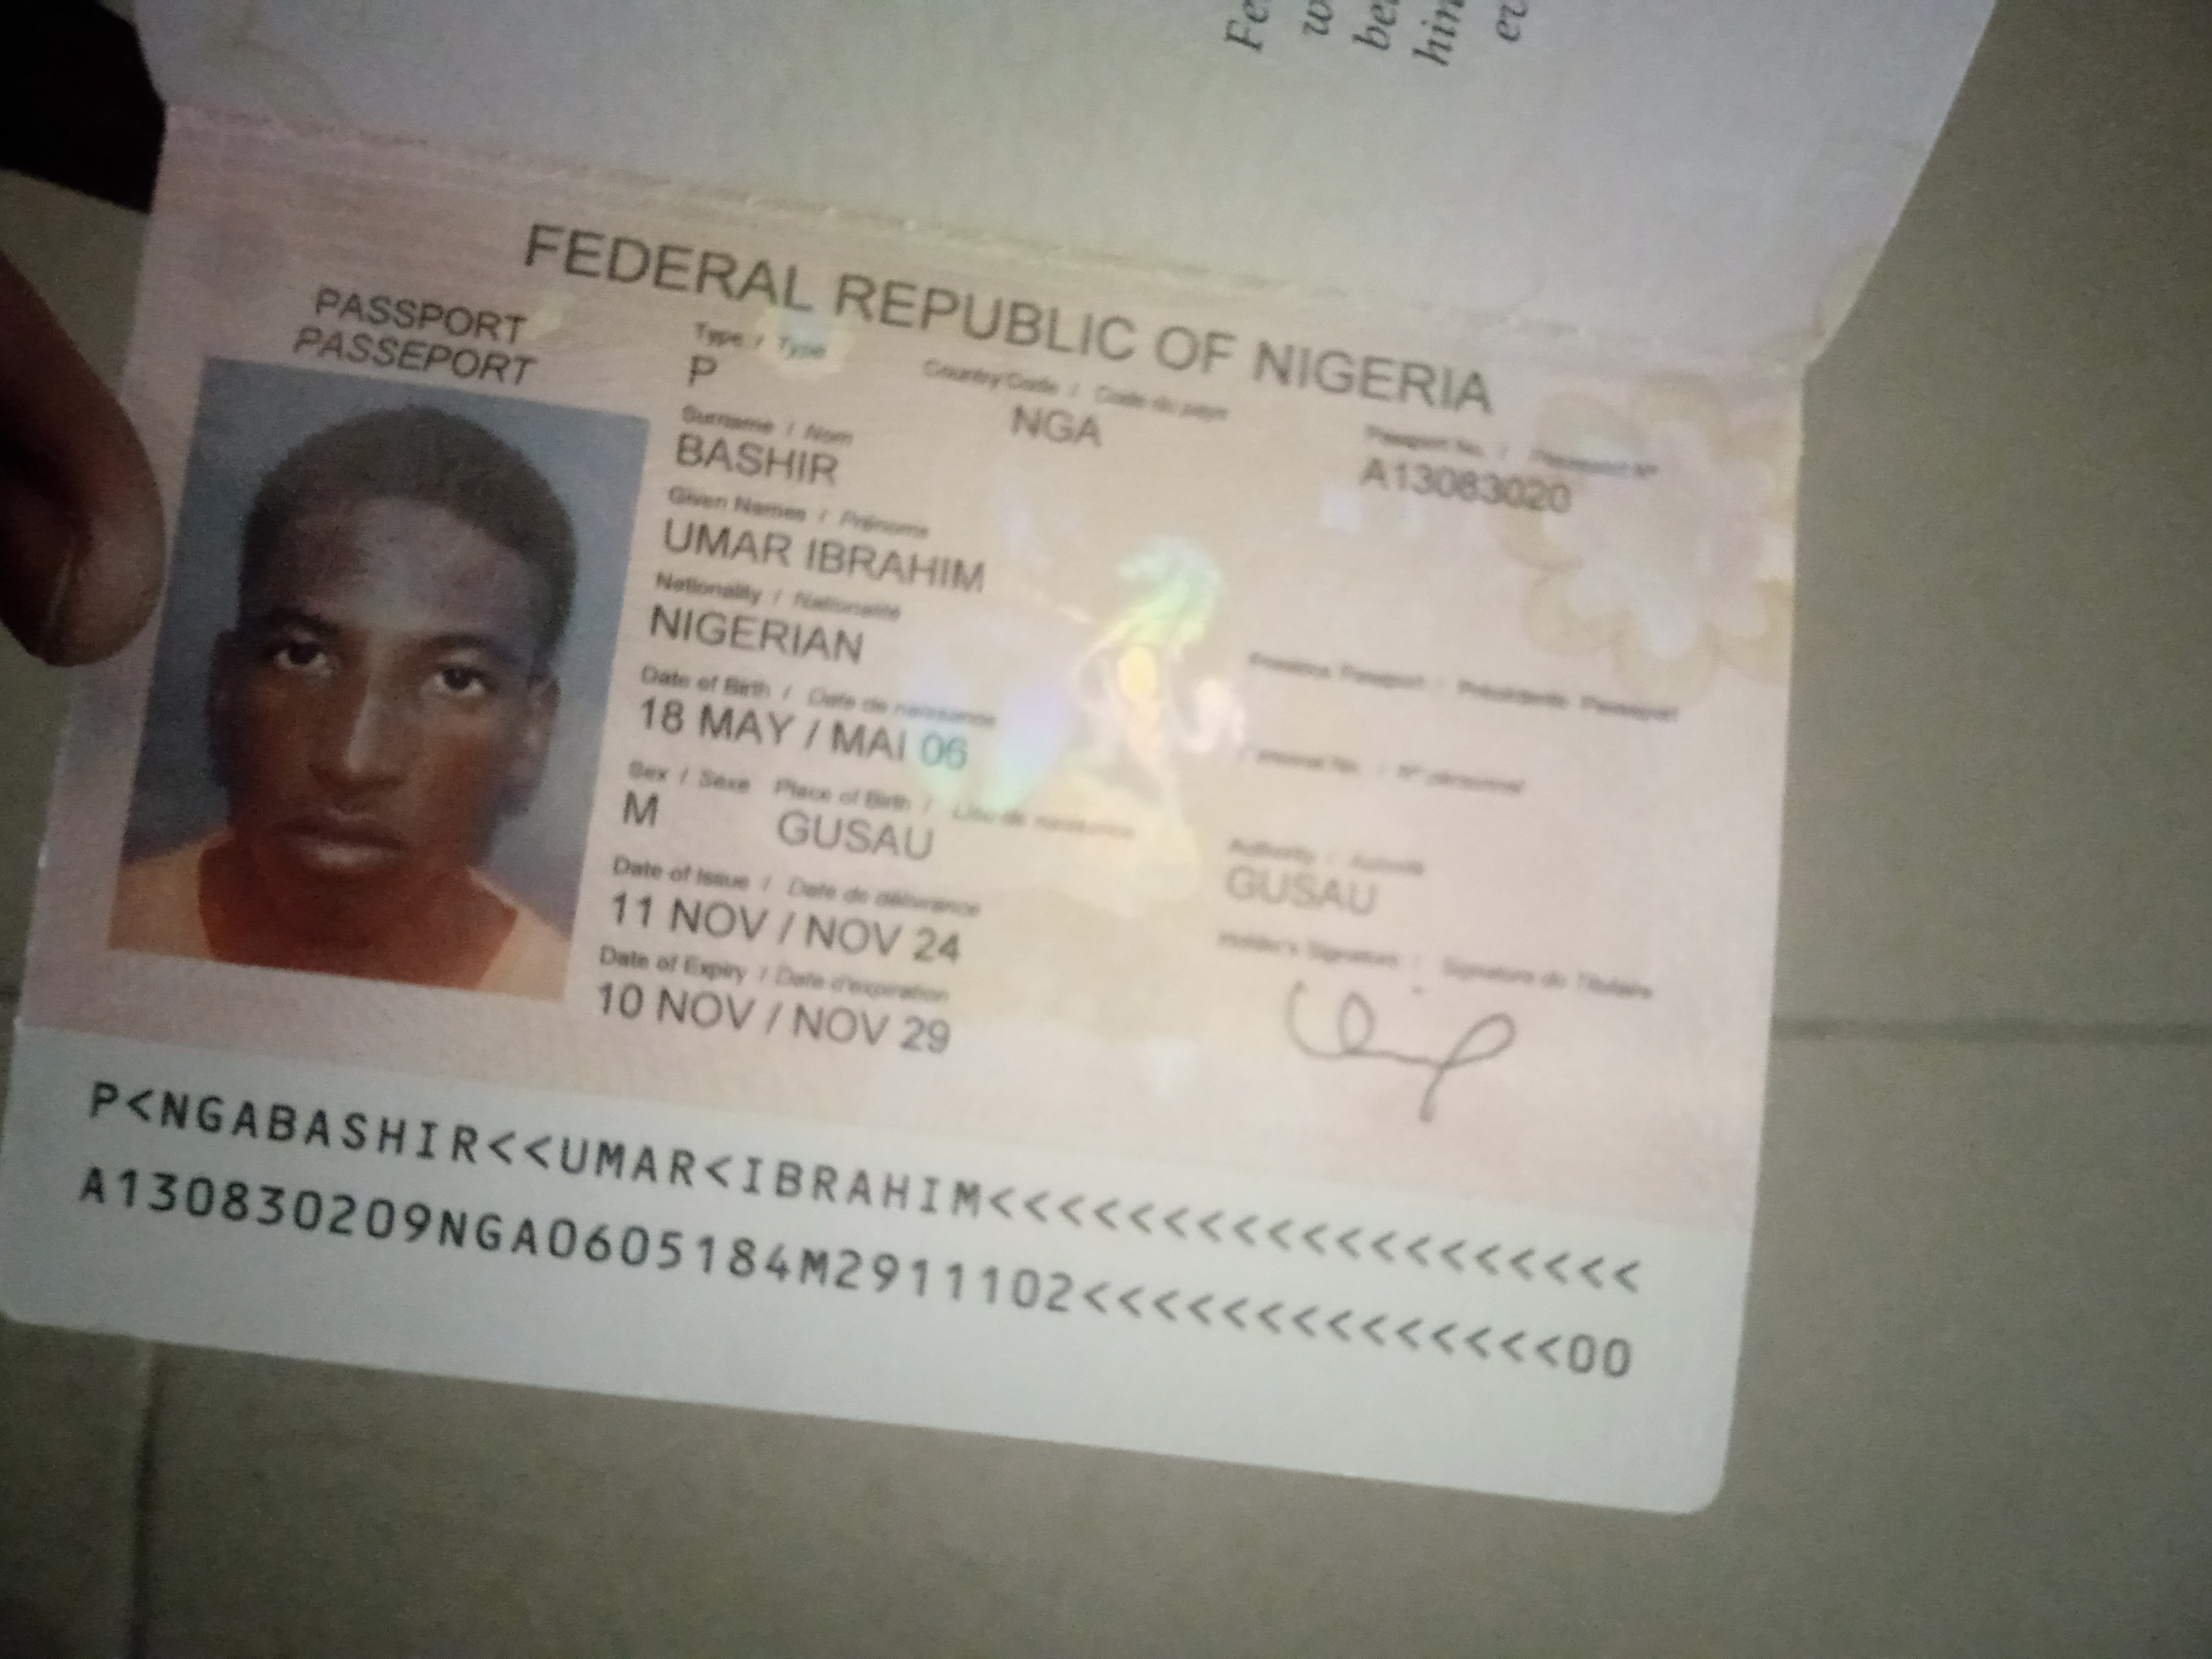 Fe
w
be
him
ev
FEDERAL REPUBLIC OF NIGERIA
PASSPORT
PASSEPORT
Type / Type
P
Country Code / Code du pays
NGA
Passport No. / Passeport N°
A13083020
Surname / Nom
BASHIR
Given Names / Prénoms
UMAR IBRAHIM
Nationality / Nationalité
NIGERIAN
Previous Passport / Précédente Passeport
Date of Birth / Date de naissance
18 MAY / MAI 06
Personal No. / N° personnel
Sex / Sexe
M
Place of Birth / Lieu de naissance
GUSAU
Authority / Autorité
GUSAU
Date of Issue / Date de délivrance
11 NOV / NOV 24
Holder's Signature / Signature du Titulaire
Date of Expiry / Date d'expiration
10 NOV / NOV 29
P<NGABASHIR<<UMAR<IBRAHIM<<<<<<<<<<<<<<<<<<<
A130830209NGA0605184M2911102<<<<<<<<<<<<<<00